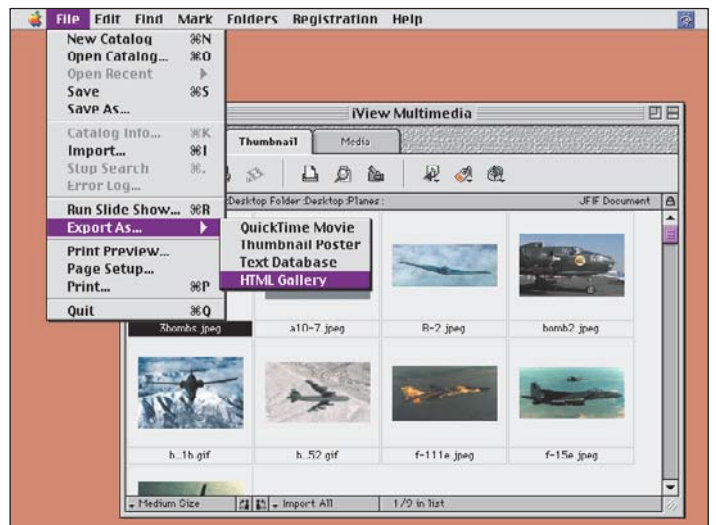 File Edit Find Mark Folders Registration Help
New Catalog ⌘N
Open Catalog... ⌘O
Open Recent
Save ⌘S
Save As...
Catalog Info... ⌘K
Import... ⌘I
Stop Search ⌘.
Error Log...
Run Slide Show... ⌘R
Export As...
Print Preview...
Page Setup...
Print... ⌘P
Quit ⌘Q
QuickTime Movie
Thumbnail Poster
Text Database
HTML Gallery
iView Multimedia
Thumbnail Media
:Desktop Folder:Desktop:Planes: JFIF Document
3bombs.jpeg a10-7.jpeg B-2.jpeg bomb2.jpeg
b_1b.gif b_52.gif f-111e.jpeg f-15e.jpeg
Medium Size Import All 1/9 in list